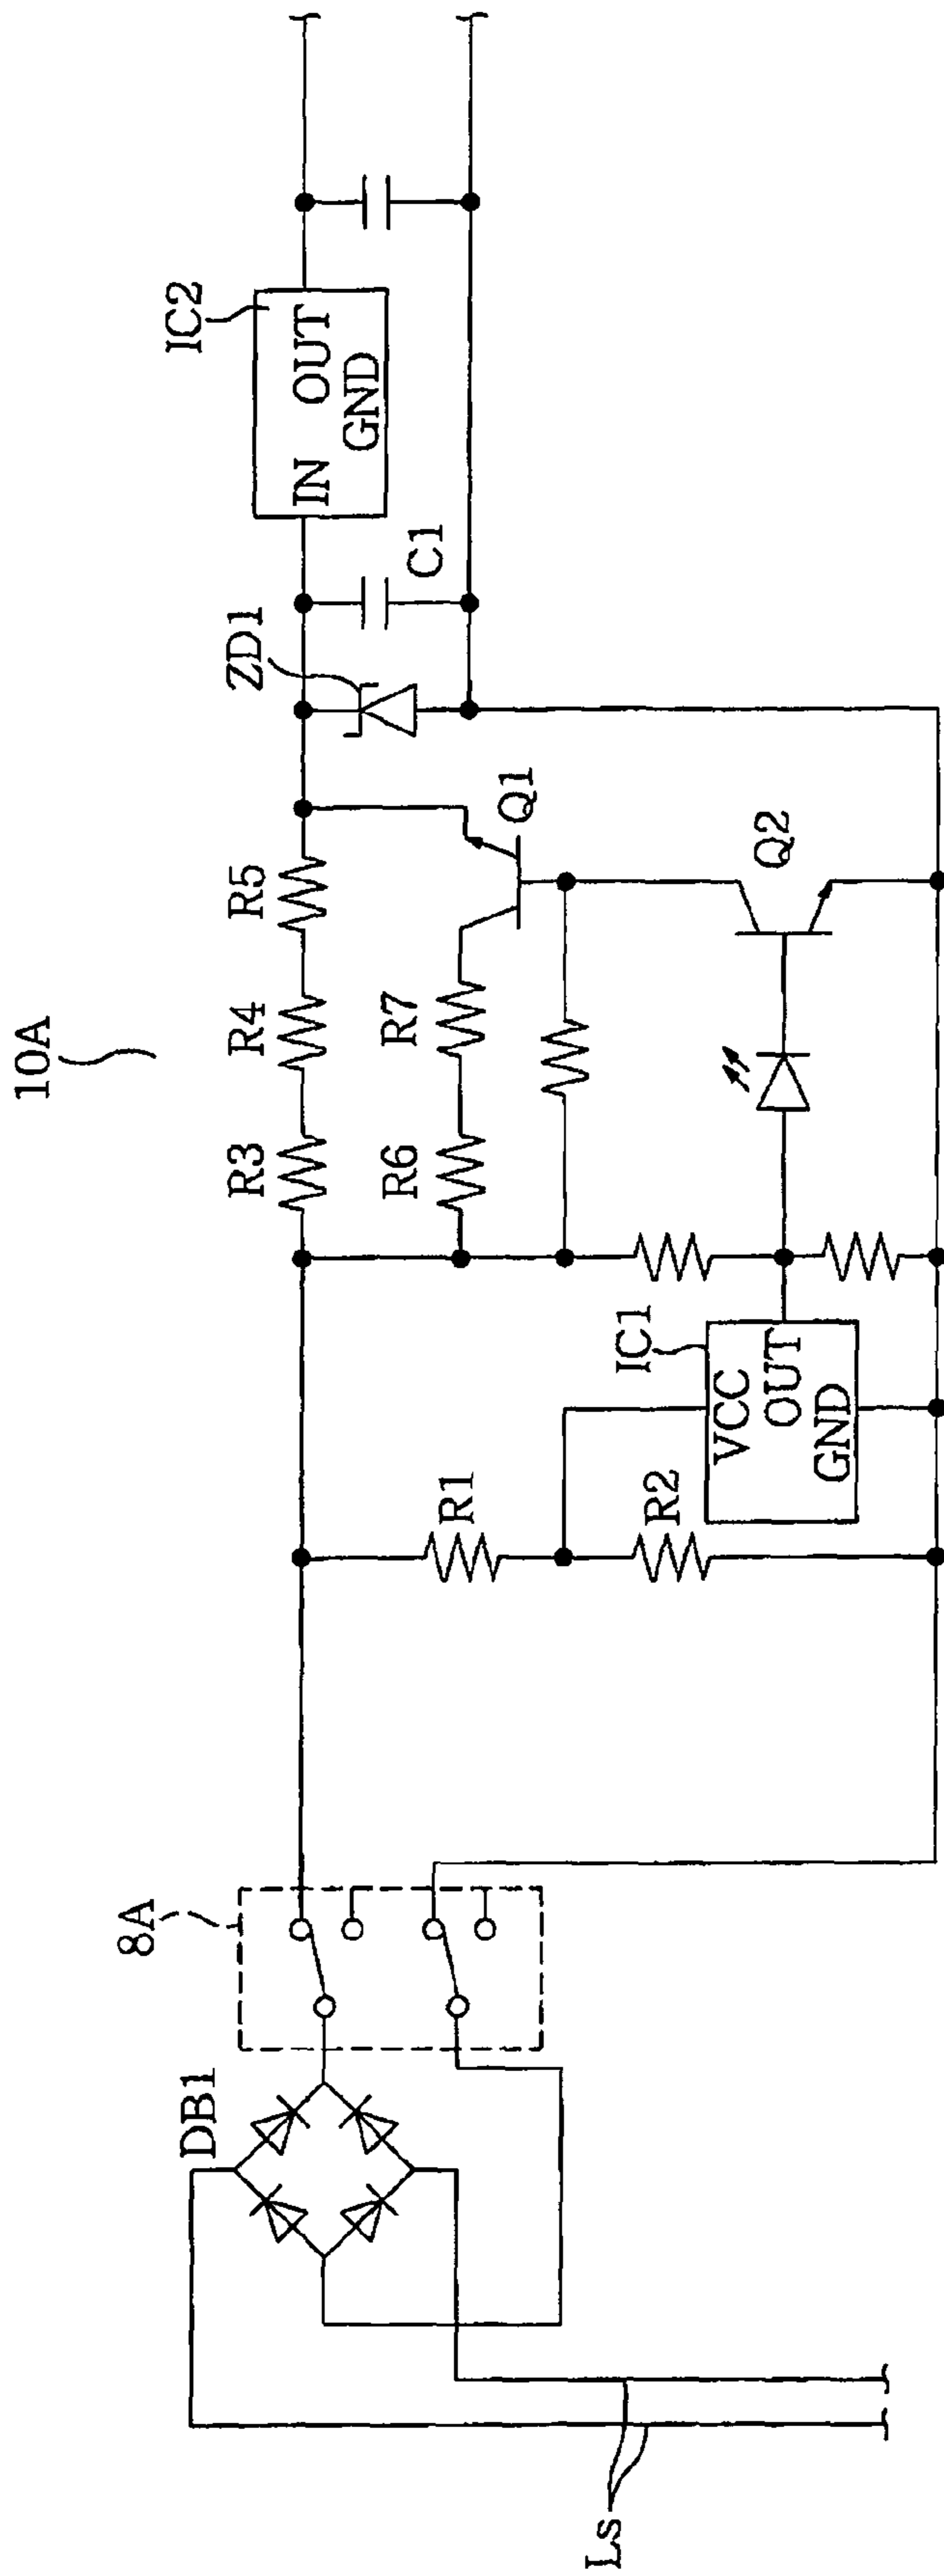 10A
8A
DB1
Ls
R1
R2
IC1
VCC
OUT
GND
R3
R4
R5
R6
R7
Q1
Q2
ZD1
C1
IC2
IN
OUT
GND